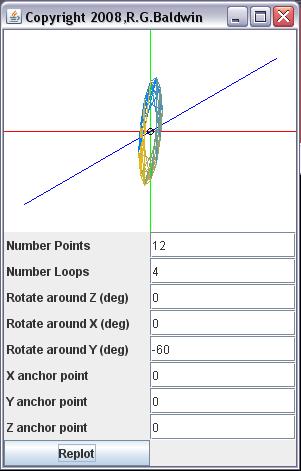 Copyright 2008,R.G.Baldwin
Number Points 12
Number Loops 4
Rotate around Z (deg) 0
Rotate around X (deg) 0
Rotate around Y (deg) -60
X anchor point 0
Y anchor point 0
Z anchor point 0
Replot